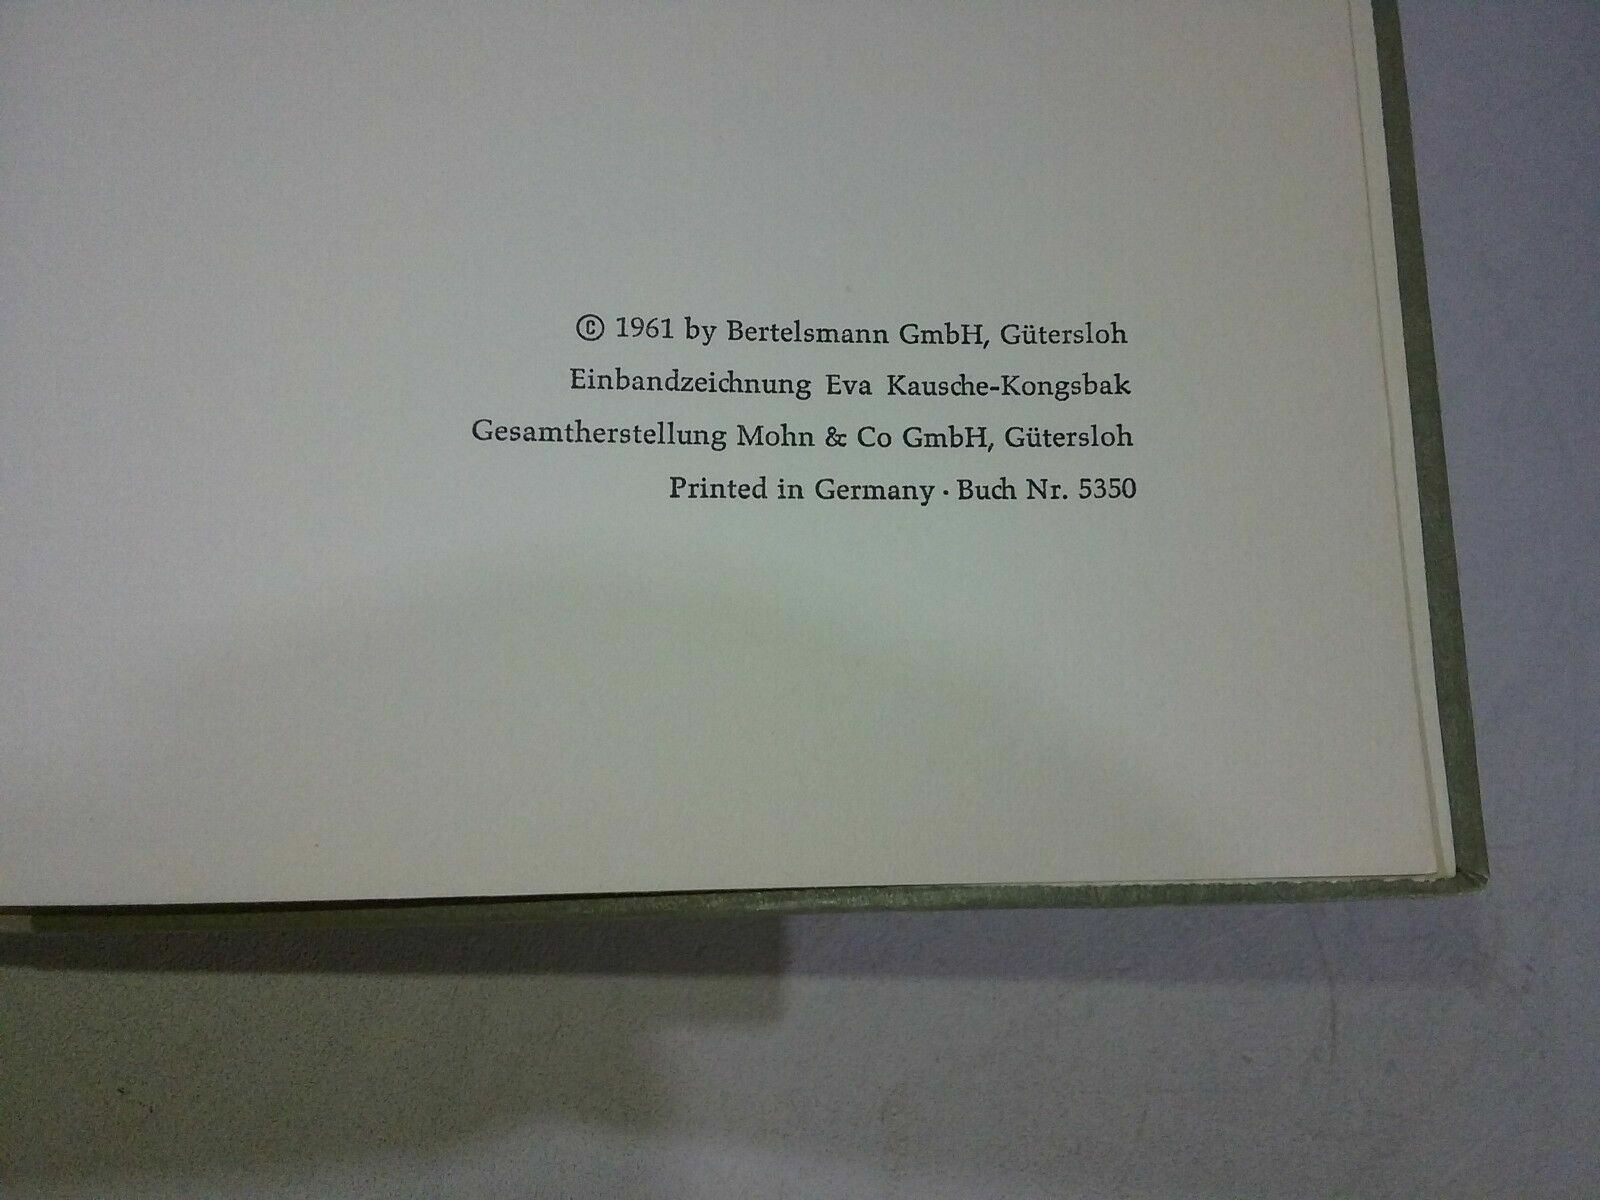 © 1961 by Bertelsmann GmbH, Gütersloh
Einbandzeichnung Eva Kausche-Kongsbak
Gesamtherstellung Mohn & Co GmbH, Gütersloh
Printed in Germany · Buch Nr. 5350